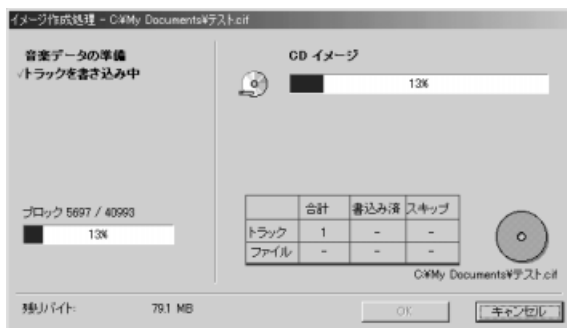 イメージ作成処理 - C:¥My Documents¥テスト.cif
音楽データの準備
√トラックを書き込み中
CD イメージ
13%
ブロック 5697 / 40993
13%
合計 書込み済 スキップ
トラック 1 - -
ファイル - - -
C:¥My Documents¥テスト.cif
残りバイト: 79.1 MB
OK キャンセル